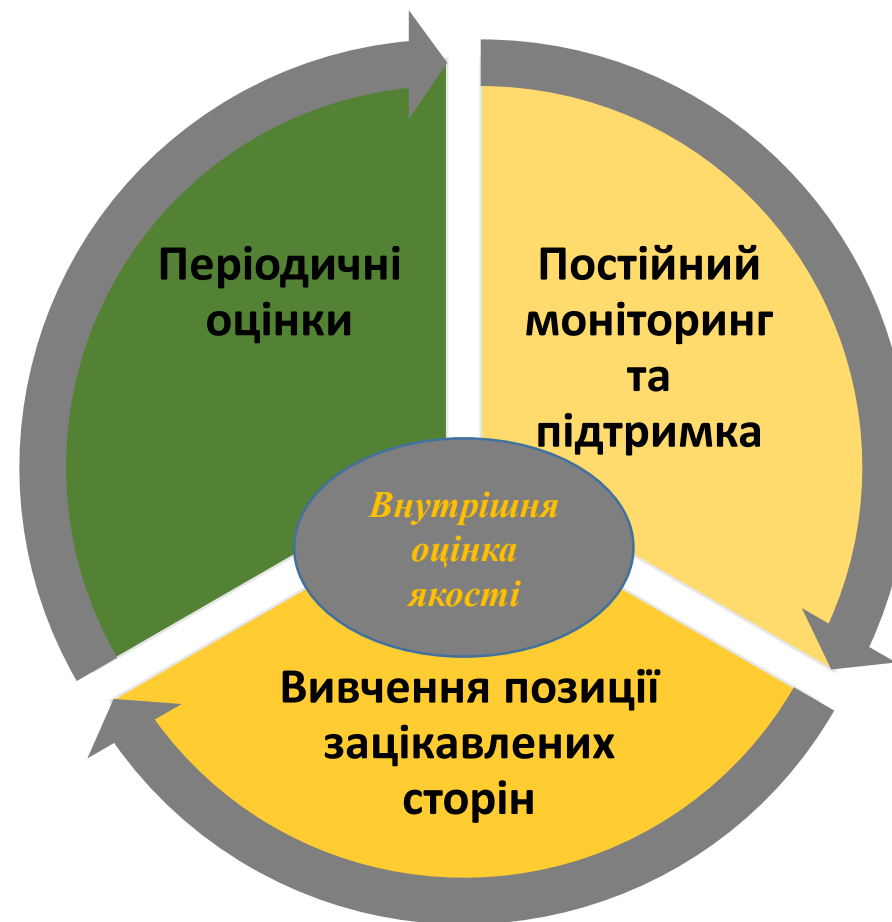 Періодичні
оцінки
Постійний
моніторинг
та
підтримка
Внутрішня
оцінка
якості
Вивчення позиції
зацікавлених
сторін